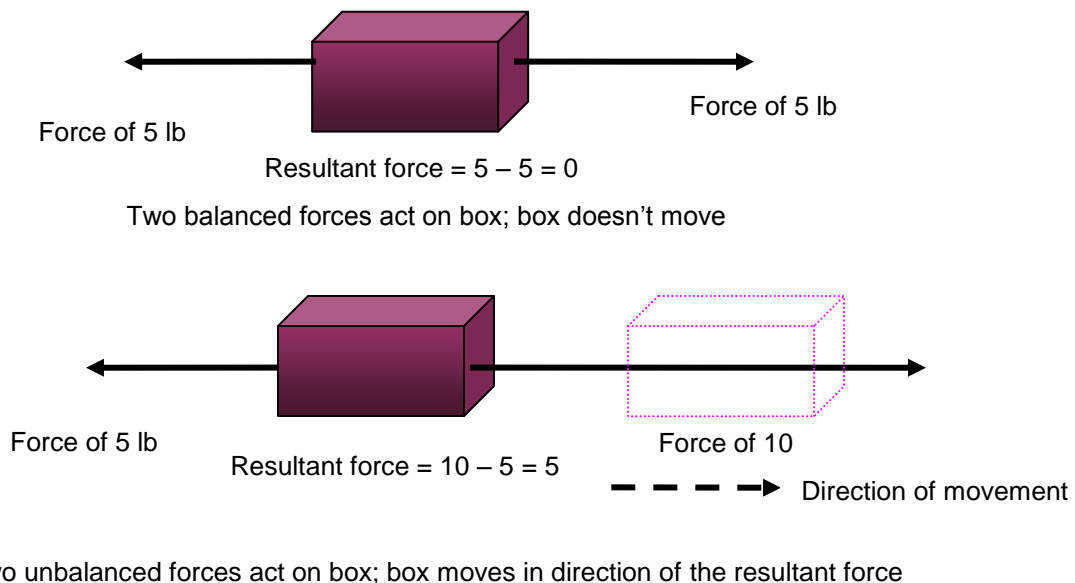 Force of 5 lb
Force of 5 lb
Resultant force = 5 – 5 = 0
Two balanced forces act on box; box doesn’t move
Force of 5 lb
Force of 10
Resultant force = 10 – 5 = 5
Direction of movement
unbalanced forces act on box; box moves in direction of the resultant force